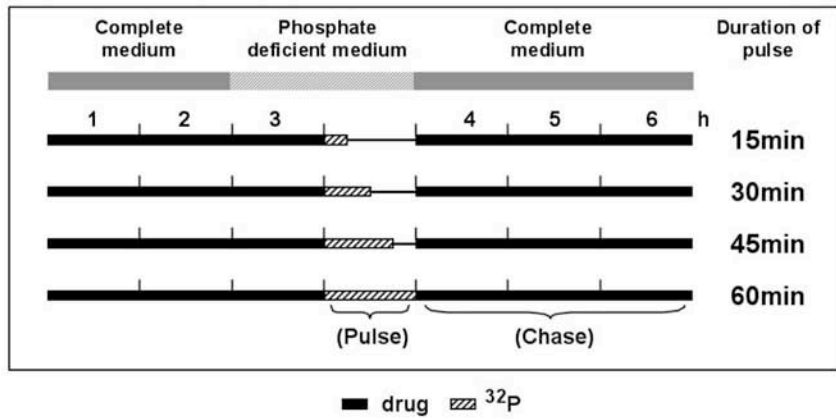 Complete
medium
Phosphate
deficient medium
Complete
medium
Duration of
pulse
1 2 3 4 5 6 h
15min
30min
45min
60min
(Pulse) (Chase)
drug ³²P